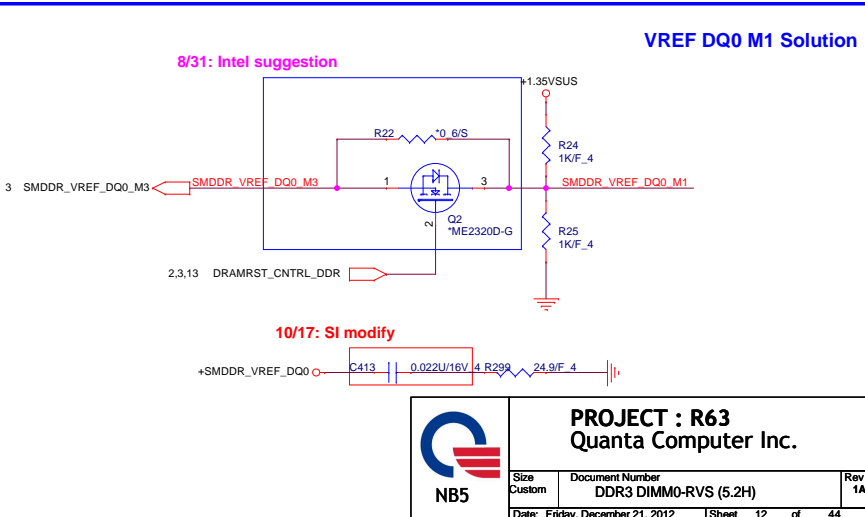 VREF DQ0 M1 Solution
8/31: Intel suggestion
+1.35VSUS
R22
*0_6/S
R24
1K/F_4
3 SMDDR_VREF_DQ0_M3
SMDDR_VREF_DQ0_M3
1
3
SMDDR_VREF_DQ0_M1
2
Q2
*ME2320D-G
R25
1K/F_4
2,3,13 DRAMRST_CNTRL_DDR
10/17: SI modify
+SMDDR_VREF_DQ0
C413
0.022U/16V_4
R299
24.9/F_4
PROJECT : R63
Quanta Computer Inc.
NB5
Size
Custom
Document Number
DDR3 DIMM0-RVS (5.2H)
Rev
1A
Date: Friday, December 21, 2012
Sheet 12 of 44